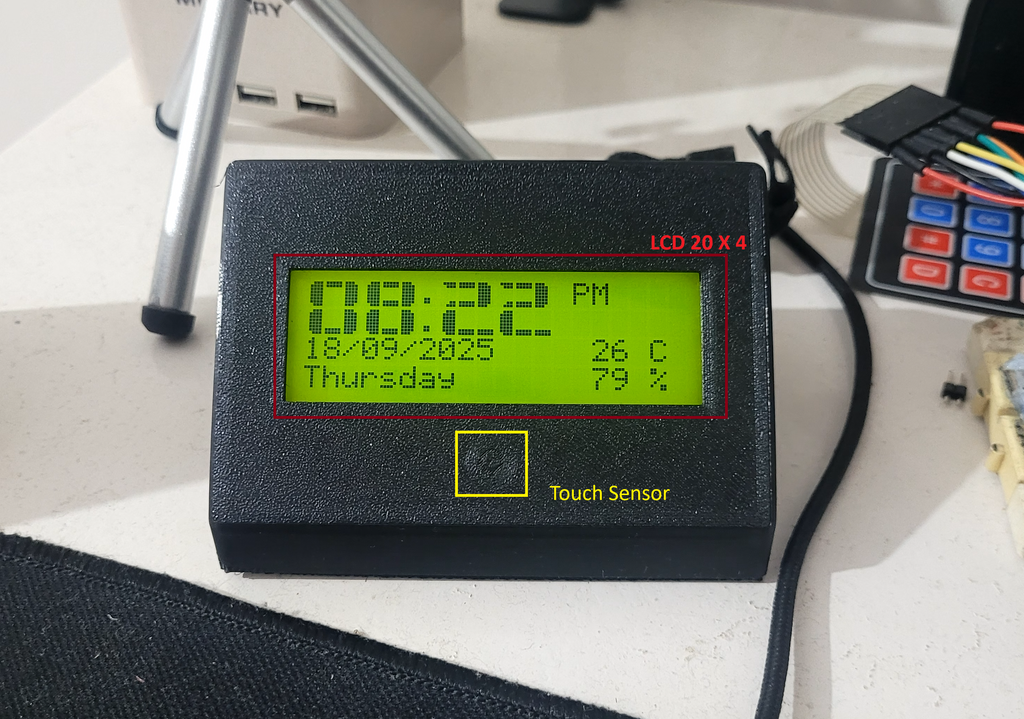 LCD 20 X 4
08:22 PM
18/09/2025 26 C
Thursday 79 %
Touch Sensor